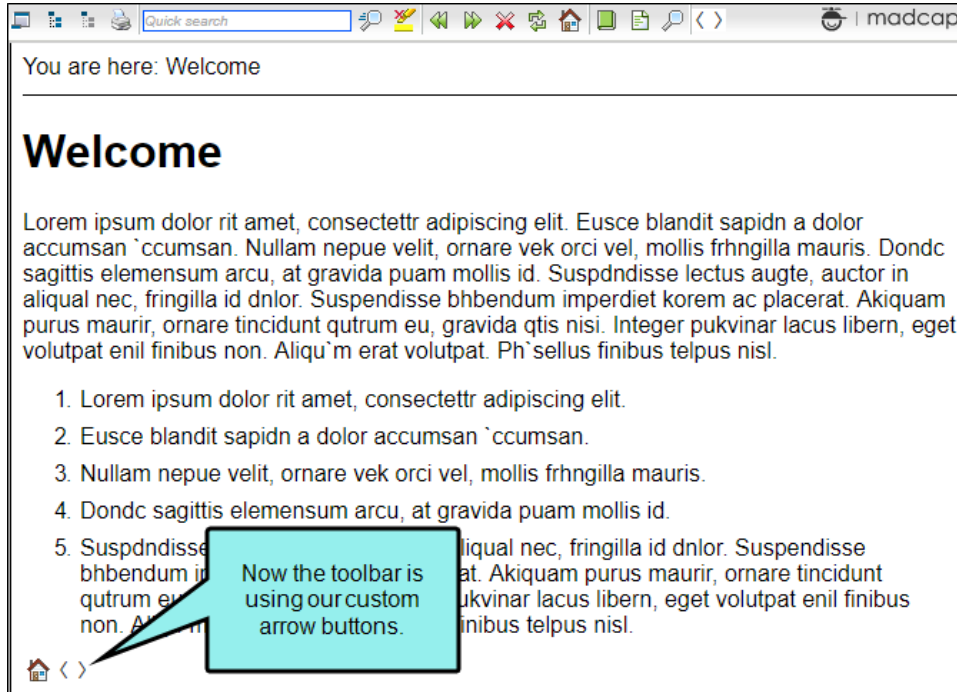 Quick search
madcap
You are here: Welcome
Welcome
Lorem ipsum dolor rit amet, consectettr adipiscing elit. Eusce blandit sapidn a dolor
accumsan `ccumsan. Nullam nepue velit, ornare vek orci vel, mollis frhngilla mauris. Dondc
sagittis elemensum arcu, at gravida puam mollis id. Suspdndisse lectus augte, auctor in
aliqual nec, fringilla id dnlor. Suspendisse bhbendum imperdiet korem ac placerat. Akiquam
purus maurir, ornare tincidunt qutrum eu, gravida qtis nisi. Integer pukvinar lacus libern, eget
volutpat enil finibus non. Aliqu`m erat volutpat. Ph`sellus finibus telpus nisl.
1. Lorem ipsum dolor rit amet, consectettr adipiscing elit.
2. Eusce blandit sapidn a dolor accumsan `ccumsan.
3. Nullam nepue velit, ornare vek orci vel, mollis frhngilla mauris.
4. Dondc sagittis elemensum arcu, at gravida puam mollis id.
5. Suspdndisse liqual nec, fringilla id dnlor. Suspendisse
bhbendum at. Akiquam purus maurir, ornare tincidunt
qutrum ukvinar lacus libern, eget volutpat enil finibus
non. inibus telpus nisl.
Now the toolbar is
using our custom
arrow buttons.